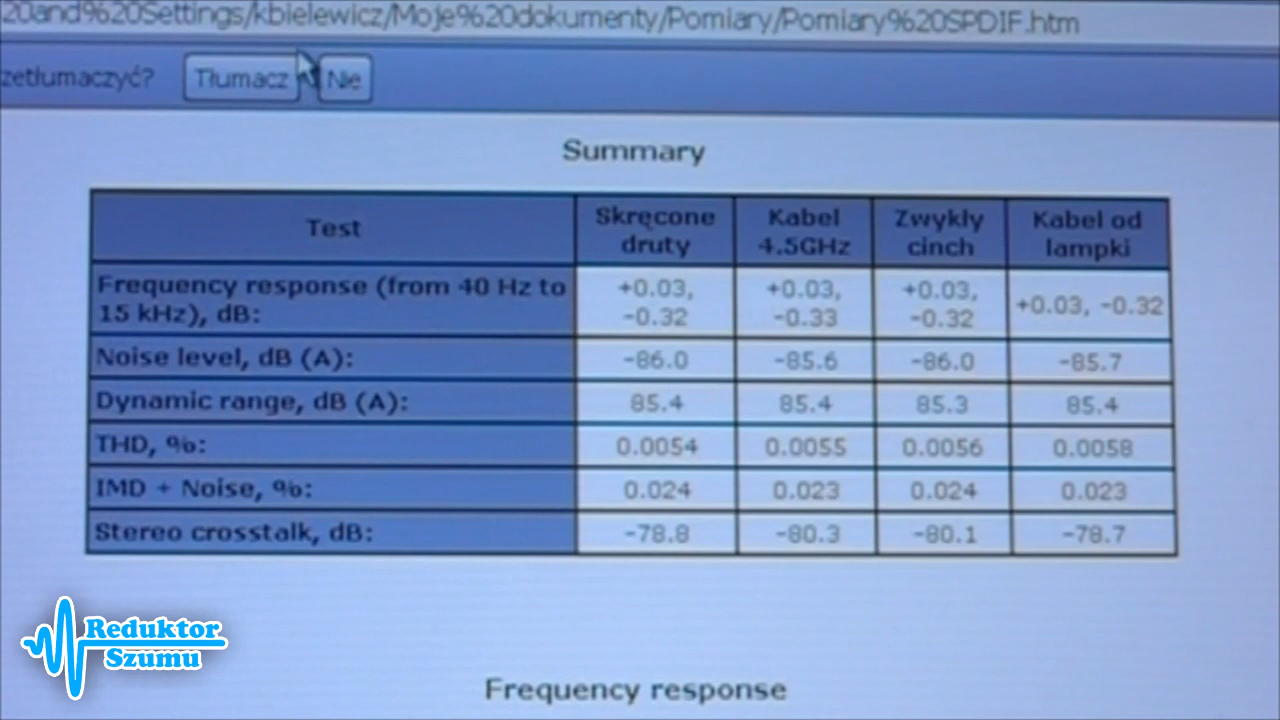 20and%20Settings/kbielewicz/Moje%20dokumenty/Pomiary/Pomiary%20SPDIF.htm
zetłumaczyć? Tłumacz Nie
Summary
Test
Skręcone
druty
Kabel
4.5GHz
Zwykły
cinch
Kabel od
lampki
Frequency response (from 40 Hz to
15 kHz), dB:
+0.03,
-0.32
+0.03,
-0.33
+0.03,
-0.32
+0.03, -0.32
Noise level, dB (A):
-86.0
-85.6
-86.0
-85.7
Dynamic range, dB (A):
85.4
85.4
85.3
85.4
THD, %:
0.0054
0.0055
0.0056
0.0058
IMD + Noise, %:
0.024
0.023
0.024
0.023
Stereo crosstalk, dB:
-78.8
-80.3
-80.1
-78.7
Reduktor
Szumu
Frequency response